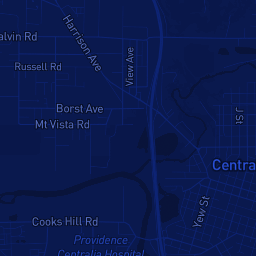 Harrison Ave
alvin Rd
View Ave
Russell Rd
Borst Ave
J St
Mt Vista Rd
Centra
Yew St
Cooks Hill Rd
Providence
Centralia Hospital